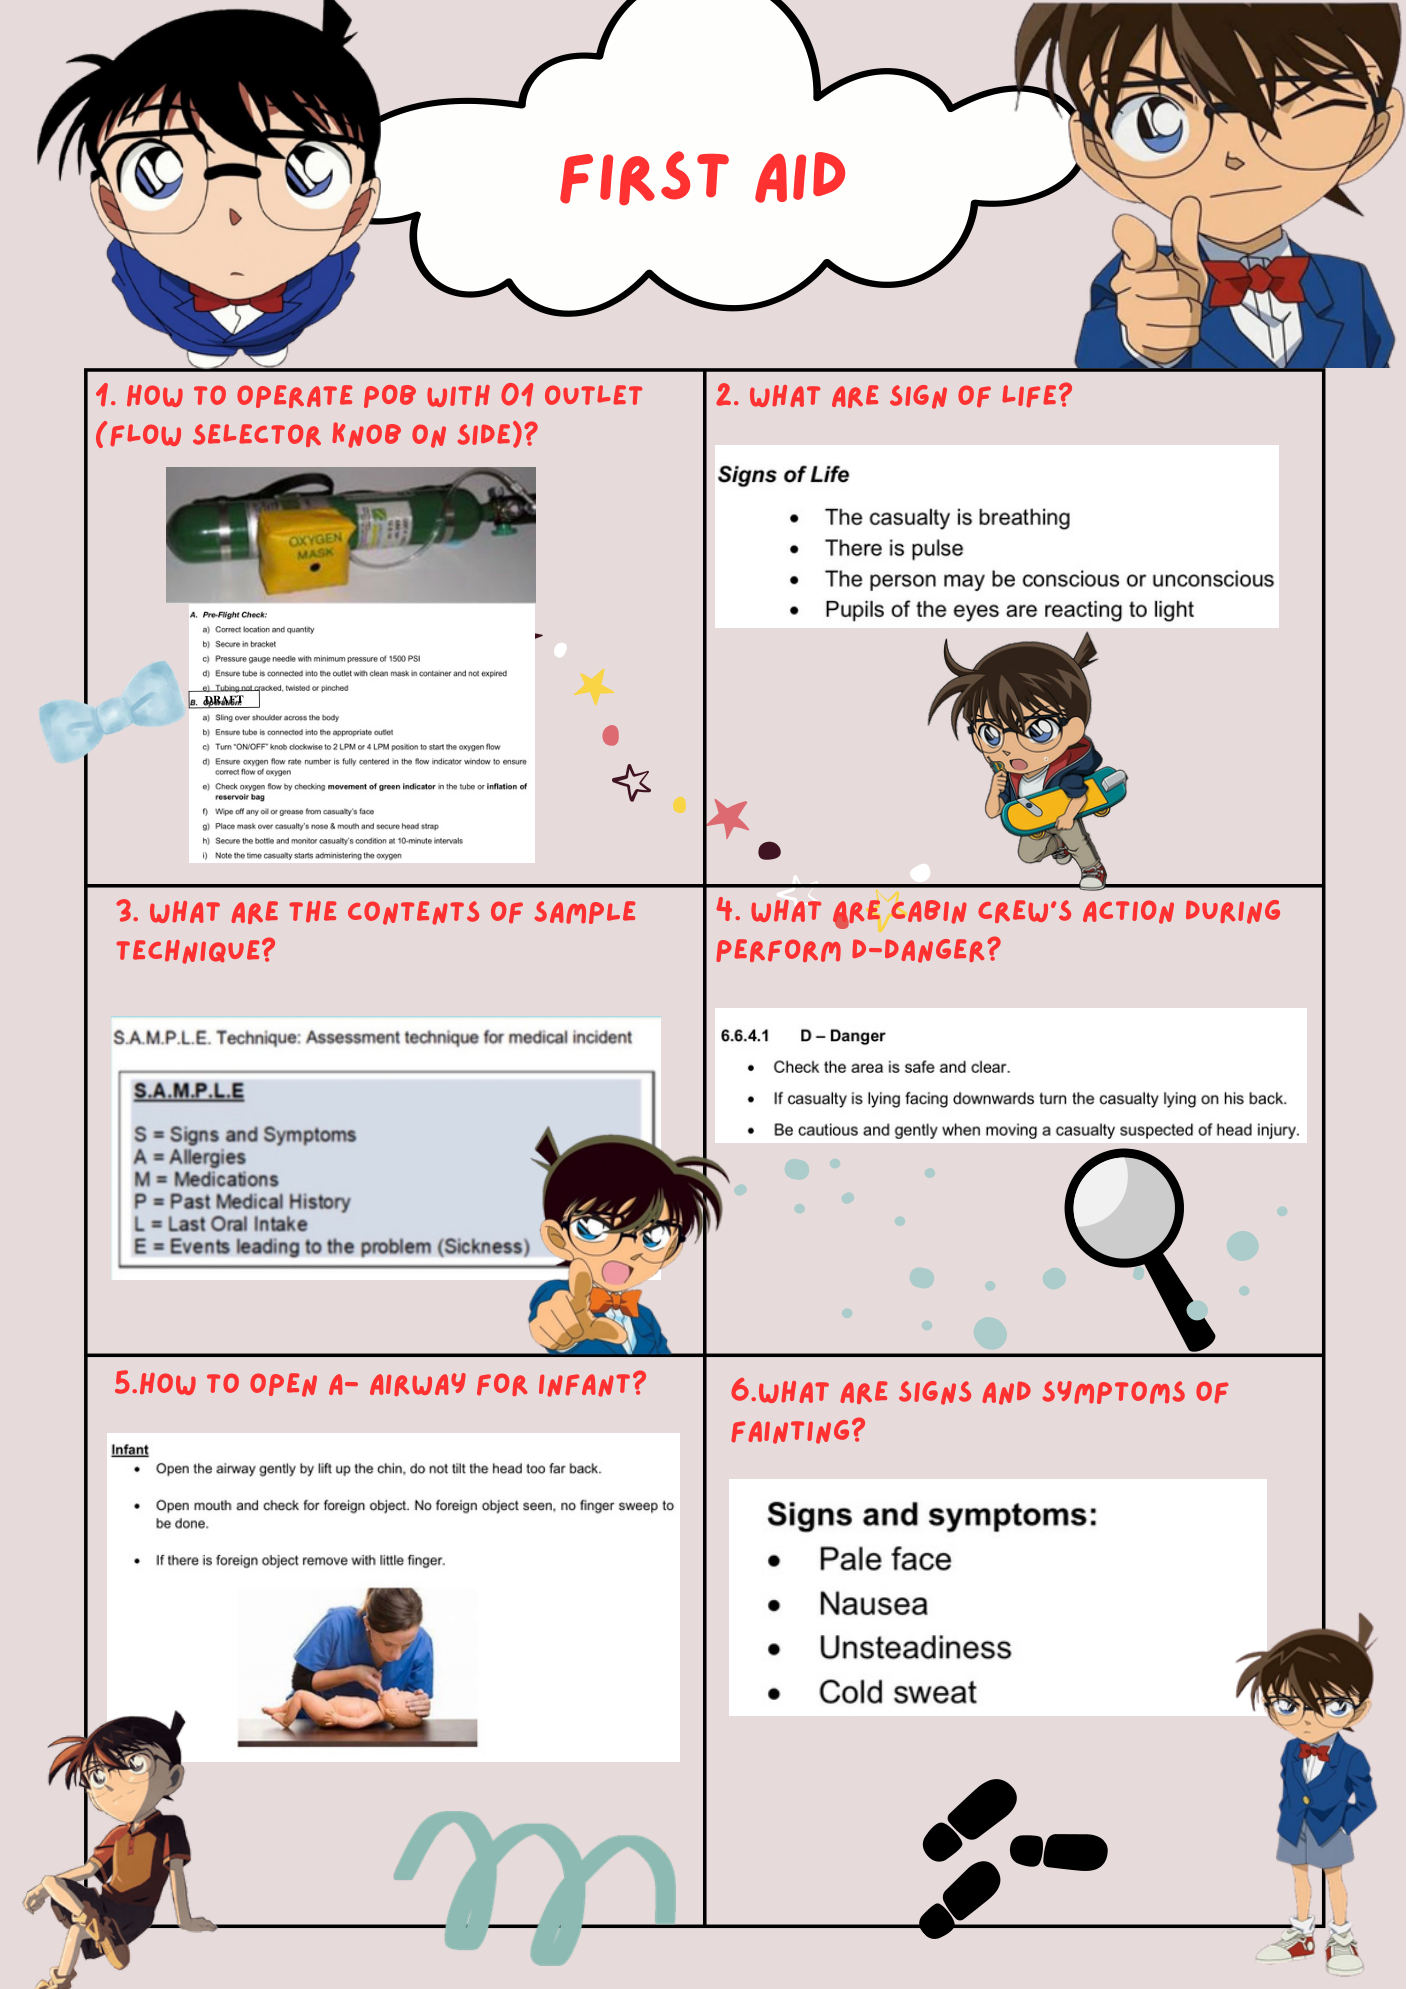 FIRST AID
1. HOW TO OPERATE POB WITH 01 OUTLET
(FLOW SELECTOR KNOB ON SIDE)?
OXYGEN
MASK
A. Pre-Flight Check:
a) Correct location and quantity
b) Secure in bracket
c) Pressure gauge needle with minimum pressure of 1500 PSI
d) Ensure tube is connected into the outlet with clean mask in container and not expired
e) Tubing not cracked, twisted or pinched
DRAFT
B. Operation:
a) Sling over shoulder across the body
b) Ensure tube is connected into the appropriate outlet
c) Turn "ON/OFF" knob clockwise to 2 LPM or 4 LPM position to start the oxygen flow
d) Ensure oxygen flow rate number is fully centered in the flow indicator window to ensure
correct flow of oxygen
e) Check oxygen flow by checking movement of green indicator in the tube or inflation of
reservoir bag
f) Wipe off any oil or grease from casualty's face
g) Place mask over casualty's nose & mouth and secure head strap
h) Secure the bottle and monitor casualty's condition at 10-minute intervals
i) Note the time casualty starts administering the oxygen
2. WHAT ARE SIGN OF LIFE?
Signs of Life
• The casualty is breathing
• There is pulse
• The person may be conscious or unconscious
• Pupils of the eyes are reacting to light
3. WHAT ARE THE CONTENTS OF SAMPLE
TECHNIQUE?
S.A.M.P.L.E. Technique: Assessment technique for medical incident
S.A.M.P.L.E
S = Signs and Symptoms
A = Allergies
M = Medications
P = Past Medical History
L = Last Oral Intake
E = Events leading to the problem (Sickness)
4. WHAT ARE CABIN CREW'S ACTION DURING
PERFORM D-DANGER?
6.6.4.1 D – Danger
• Check the area is safe and clear.
• If casualty is lying facing downwards turn the casualty lying on his back.
• Be cautious and gently when moving a casualty suspected of head injury.
5.HOW TO OPEN A- AIRWAY FOR INFANT?
Infant
• Open the airway gently by lift up the chin, do not tilt the head too far back.
• Open mouth and check for foreign object. No foreign object seen, no finger sweep to
be done.
• If there is foreign object remove with little finger.
6.WHAT ARE SIGNS AND SYMPTOMS OF
FAINTING?
Signs and symptoms:
• Pale face
• Nausea
• Unsteadiness
• Cold sweat